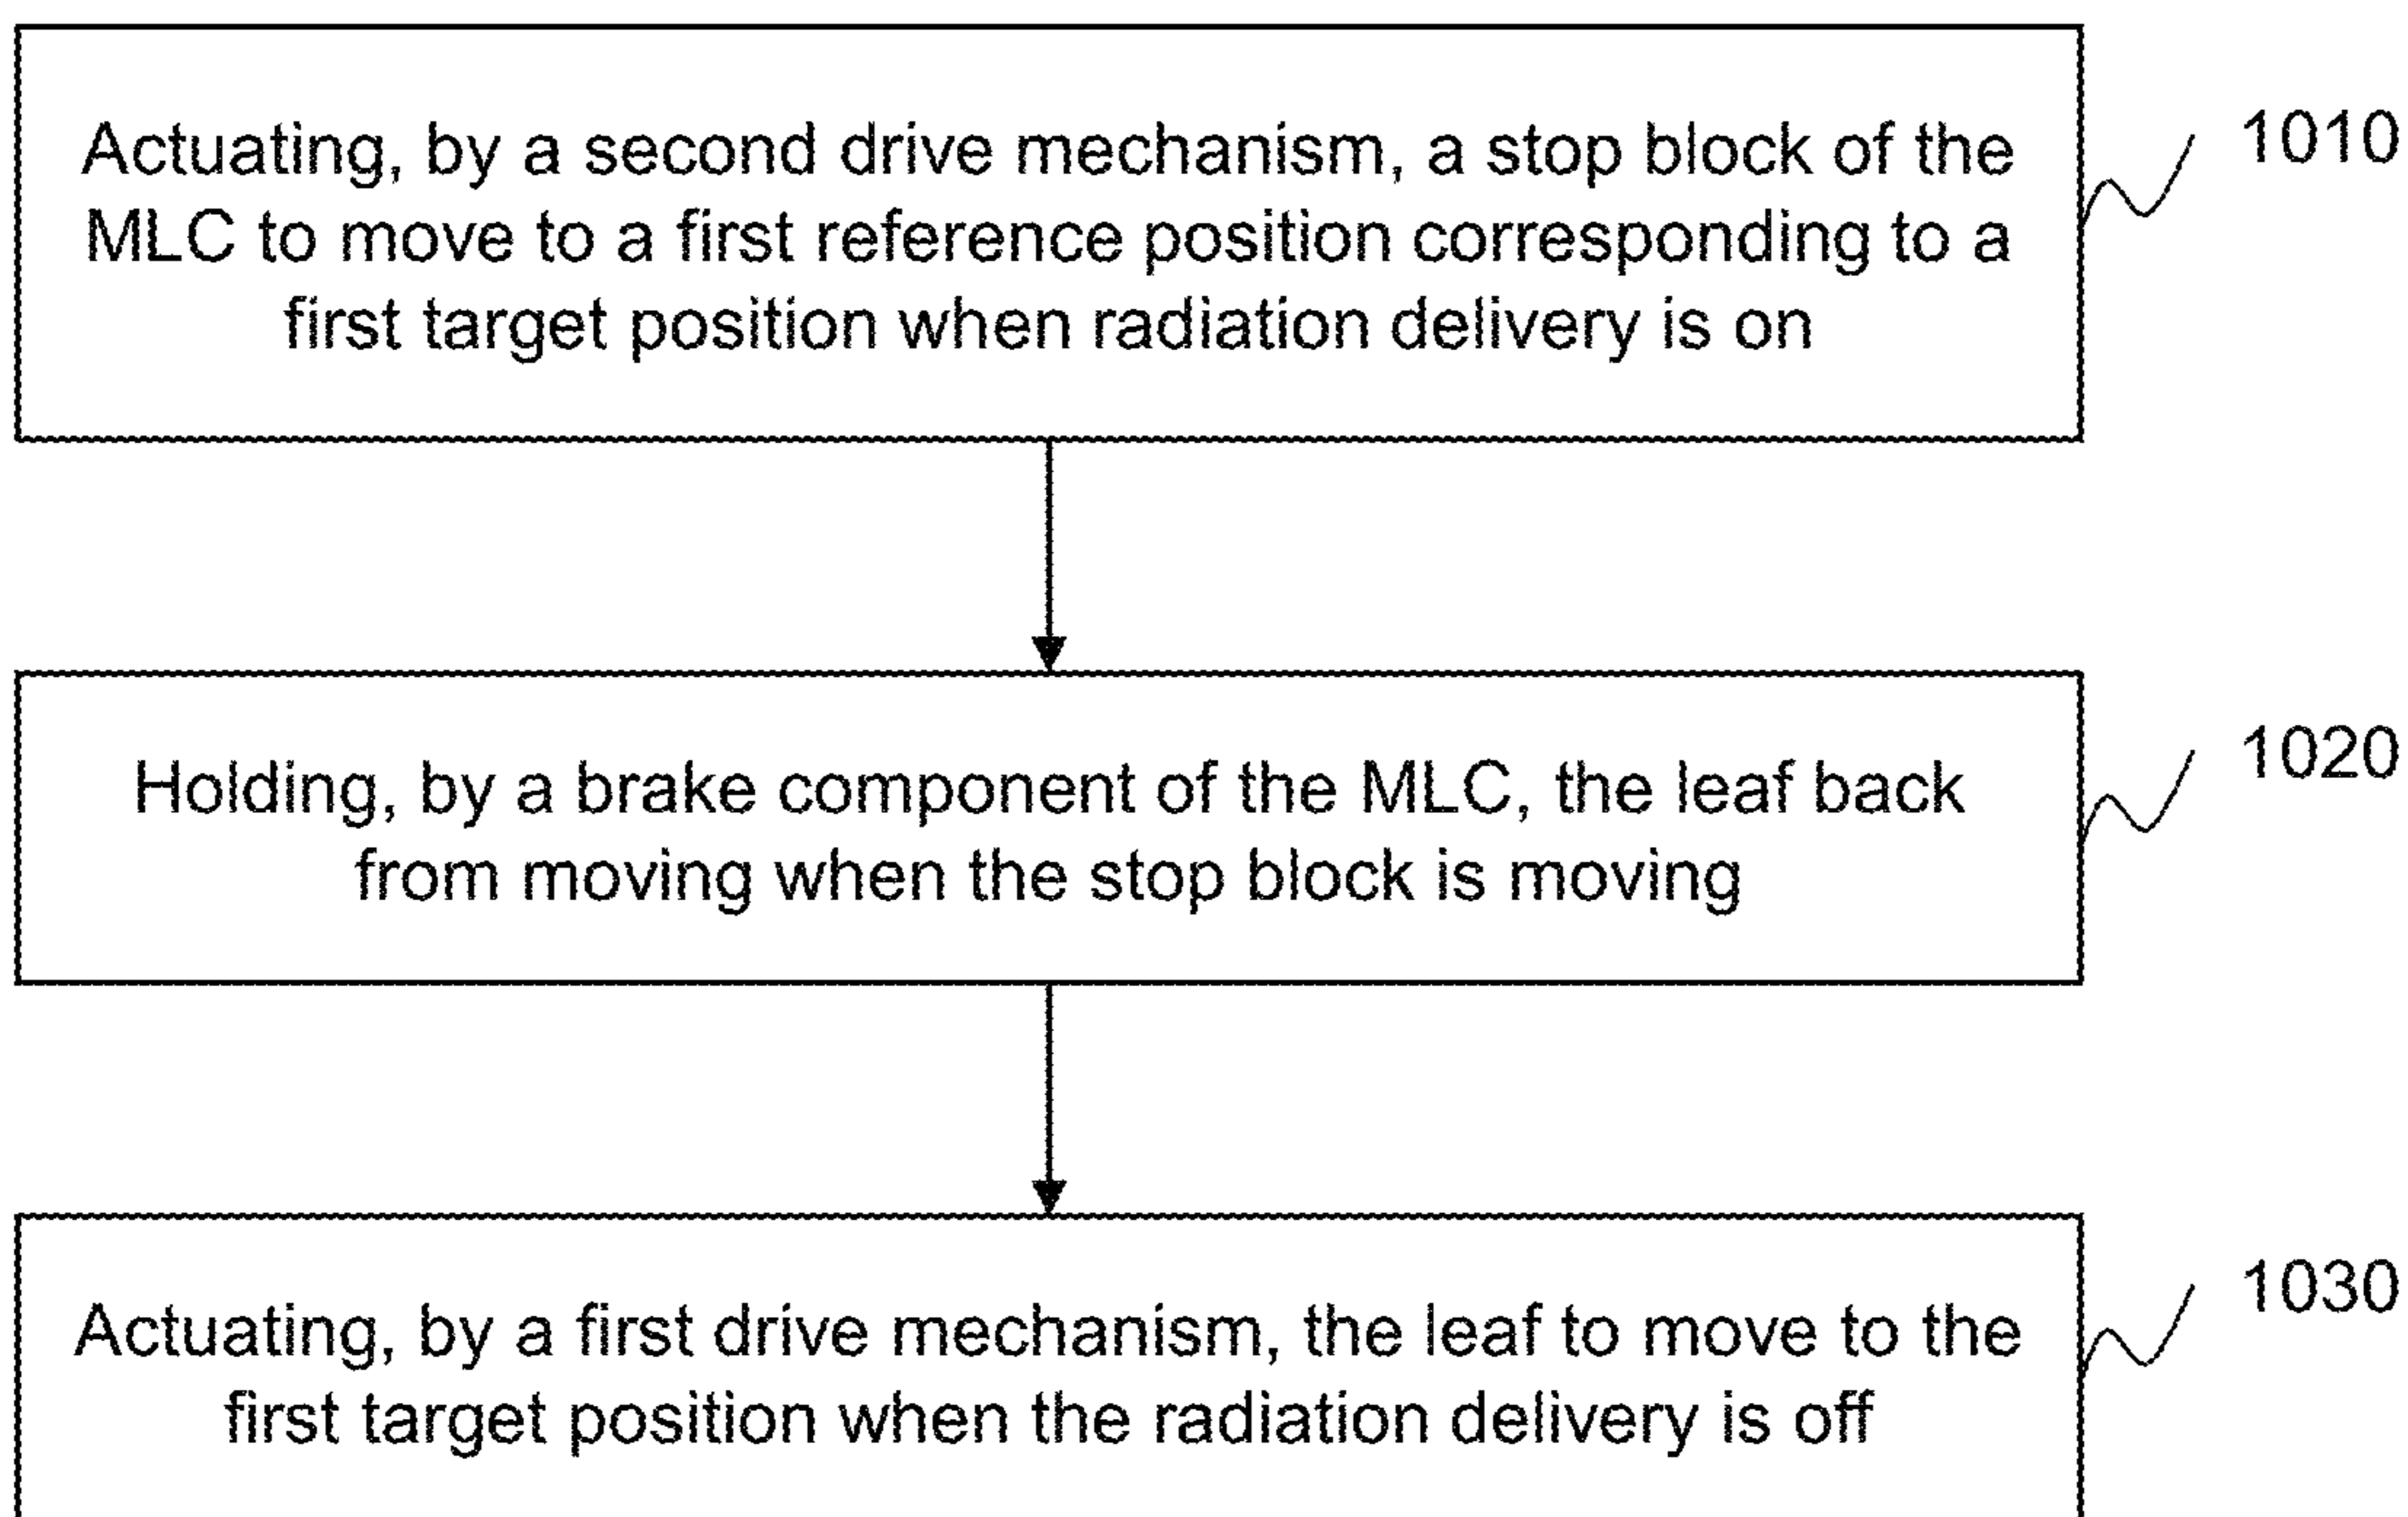 Actuating, by a second drive mechanism, a stop block of the
MLC to move to a first reference position corresponding to a
first target position when radiation delivery is on
1010
Holding, by a brake component of the MLC, the leaf back
from moving when the stop block is moving
1020
Actuating, by a first drive mechanism, the leaf to move to the
first target position when the radiation delivery is off
1030